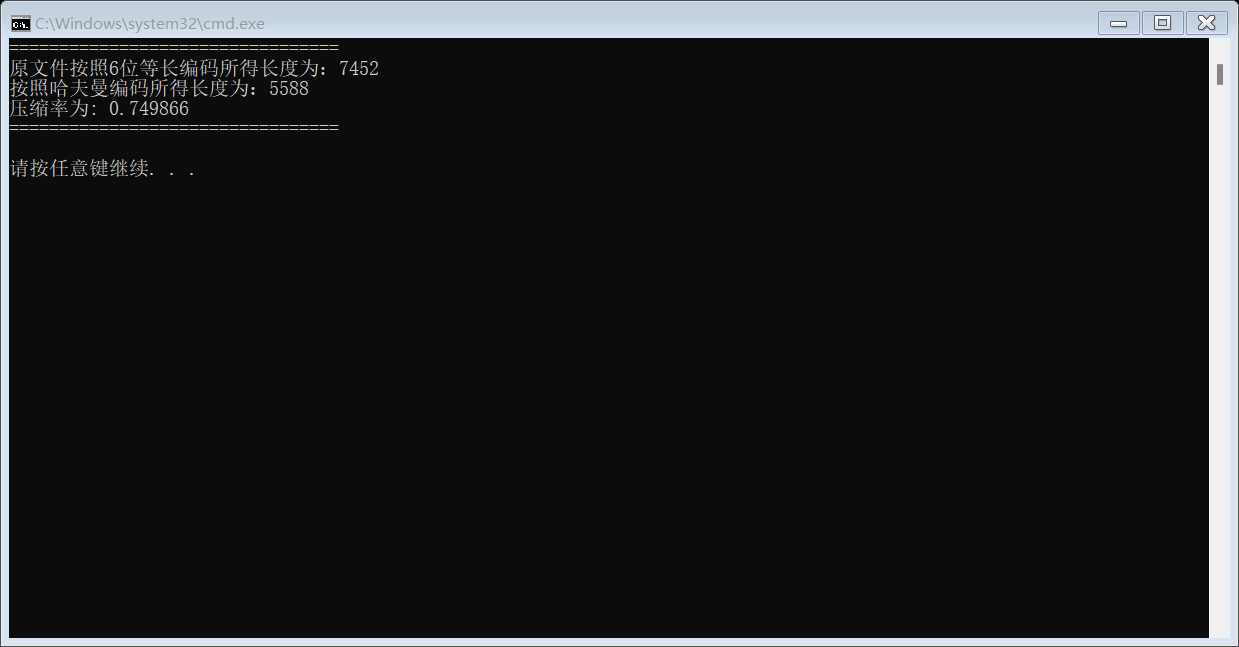 C:\Windows\system32\cmd.exe
=================================
原文件按照6位等长编码所得长度为: 7452
按照哈夫曼编码所得长度为: 5588
压缩率为: 0.749866
=================================
请按任意键继续. . .